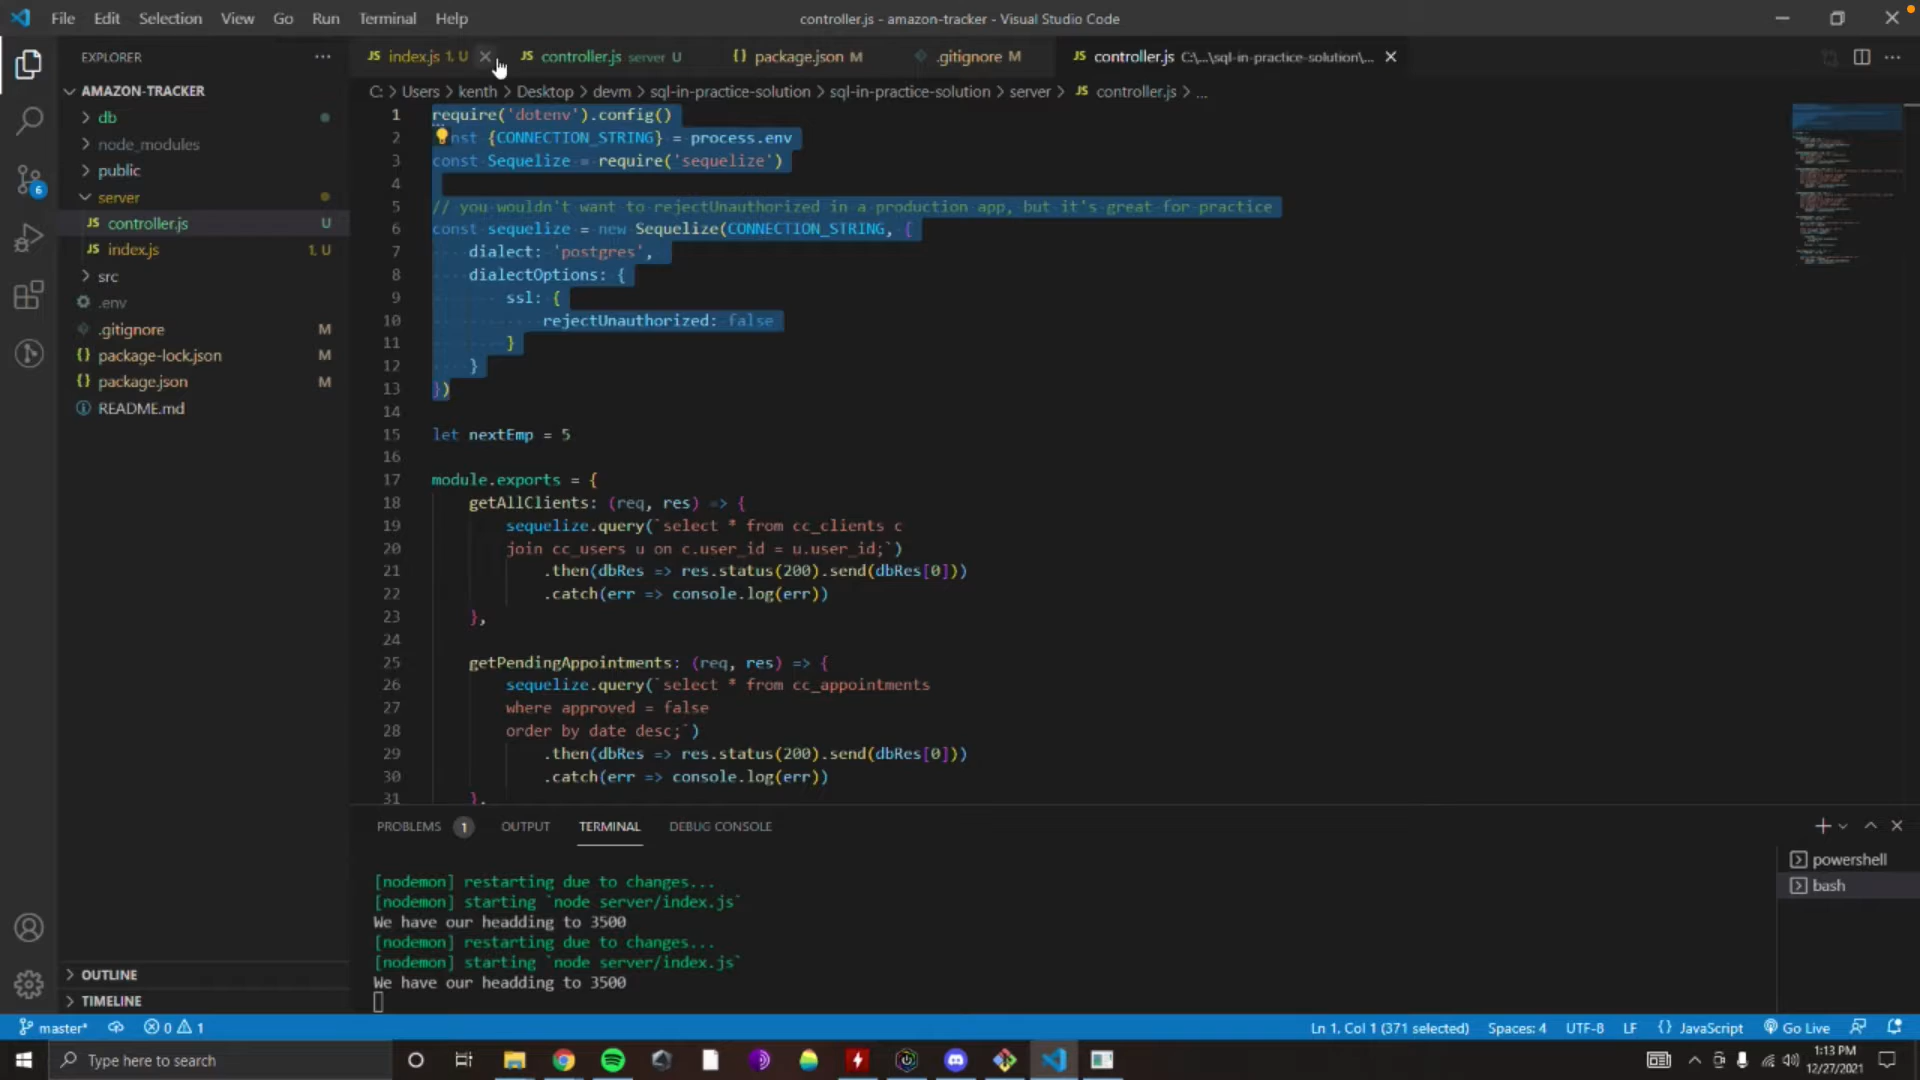 File Edit Selection View Go Run Terminal Help
controller.js - amazon-tracker - Visual Studio Code
EXPLORER
JS index.js 1, U
JS controller.js server U
{} package.json M
.gitignore M
JS controller.js C:\...\sql-in-practice-solution\...
AMAZON-TRACKER
C: > Users > kenth > Desktop > devm > sql-in-practice-solution > sql-in-practice-solution > server > JS controller.js > ...
db
node_modules
public
server
JS controller.js U
JS index.js 1, U
src
.env
.gitignore M
{} package-lock.json M
{} package.json M
README.md
6
1 require('dotenv').config()
2 nst {CONNECTION_STRING} = process.env
3 const Sequelize = require('sequelize')
4
5 // you wouldn't want to rejectUnauthorized in a production app, but it's great for practice
6 const sequelize = new Sequelize(CONNECTION_STRING, {
7 dialect: 'postgres',
8 dialectOptions: {
9 ssl: {
10 rejectUnauthorized: false
11 }
12 }
13 })
14
15 let nextEmp = 5
16
17 module.exports = {
18 getAllClients: (req, res) => {
19 sequelize.query(`select * from cc_clients c
20 join cc_users u on c.user_id = u.user_id;`)
21 .then(dbRes => res.status(200).send(dbRes[0]))
22 .catch(err => console.log(err))
23 },
24
25 getPendingAppointments: (req, res) => {
26 sequelize.query(`select * from cc_appointments
27 where approved = false
28 order by date desc;`)
29 .then(dbRes => res.status(200).send(dbRes[0]))
30 .catch(err => console.log(err))
31 },
PROBLEMS 1 OUTPUT TERMINAL DEBUG CONSOLE
powershell
bash
[nodemon] restarting due to changes...
[nodemon] starting `node server/index.js`
We have our headding to 3500
[nodemon] restarting due to changes...
[nodemon] starting `node server/index.js`
We have our headding to 3500
OUTLINE
TIMELINE
master* 0 1
Ln 1, Col 1 (371 selected) Spaces: 4 UTF-8 LF {} JavaScript Go Live
Type here to search
1:13 PM
12/27/2021